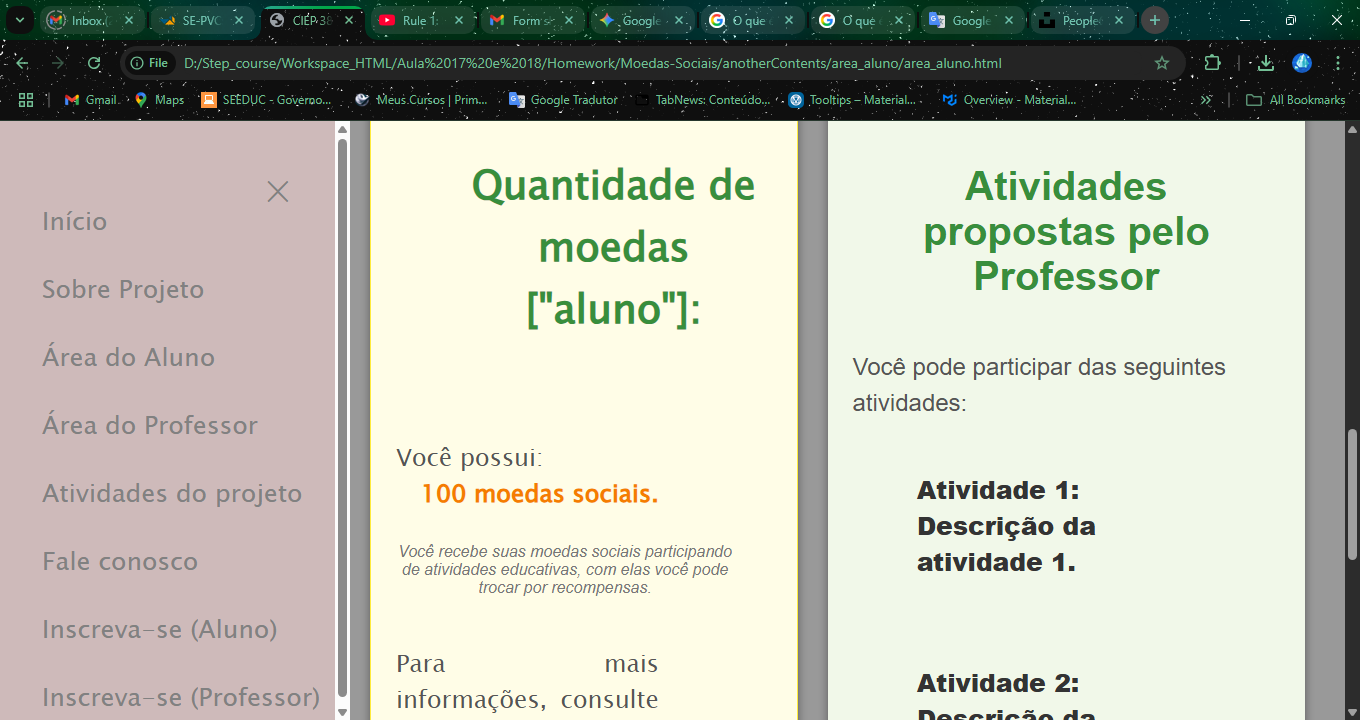 Inbox (
SE-PVC
CIEP 38
Rule 1:
Form s
Google
O que
O que
Google
People
File
D:/Step_course/Workspace_HTML/Aula%2017%20e%2018/Homework/Moedas-Sociais/anotherContents/area_aluno/area_aluno.html
Gmail
Maps
SEEDUC - Governo...
Meus Cursos | Prim...
Google Tradutor
TabNews: Conteúdo...
Tooltips – Material...
Overview - Material...
All Bookmarks
Início
Sobre Projeto
Área do Aluno
Área do Professor
Atividades do projeto
Fale conosco
Inscreva-se (Aluno)
Inscreva-se (Professor)
Quantidade de
moedas
["aluno"]:
Você possui:
100 moedas sociais.
Você recebe suas moedas sociais participando
de atividades educativas, com elas você pode
trocar por recompensas.
Para mais
informações, consulte
Atividades
propostas pelo
Professor
Você pode participar das seguintes
atividades:
Atividade 1:
Descrição da
atividade 1.
Atividade 2:
Descrição da